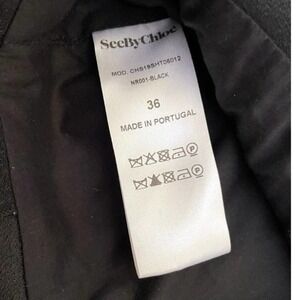 SeeByChloé
MOD. CHS19SHT06012
NR001-BLACK
36
MADE IN PORTUGAL